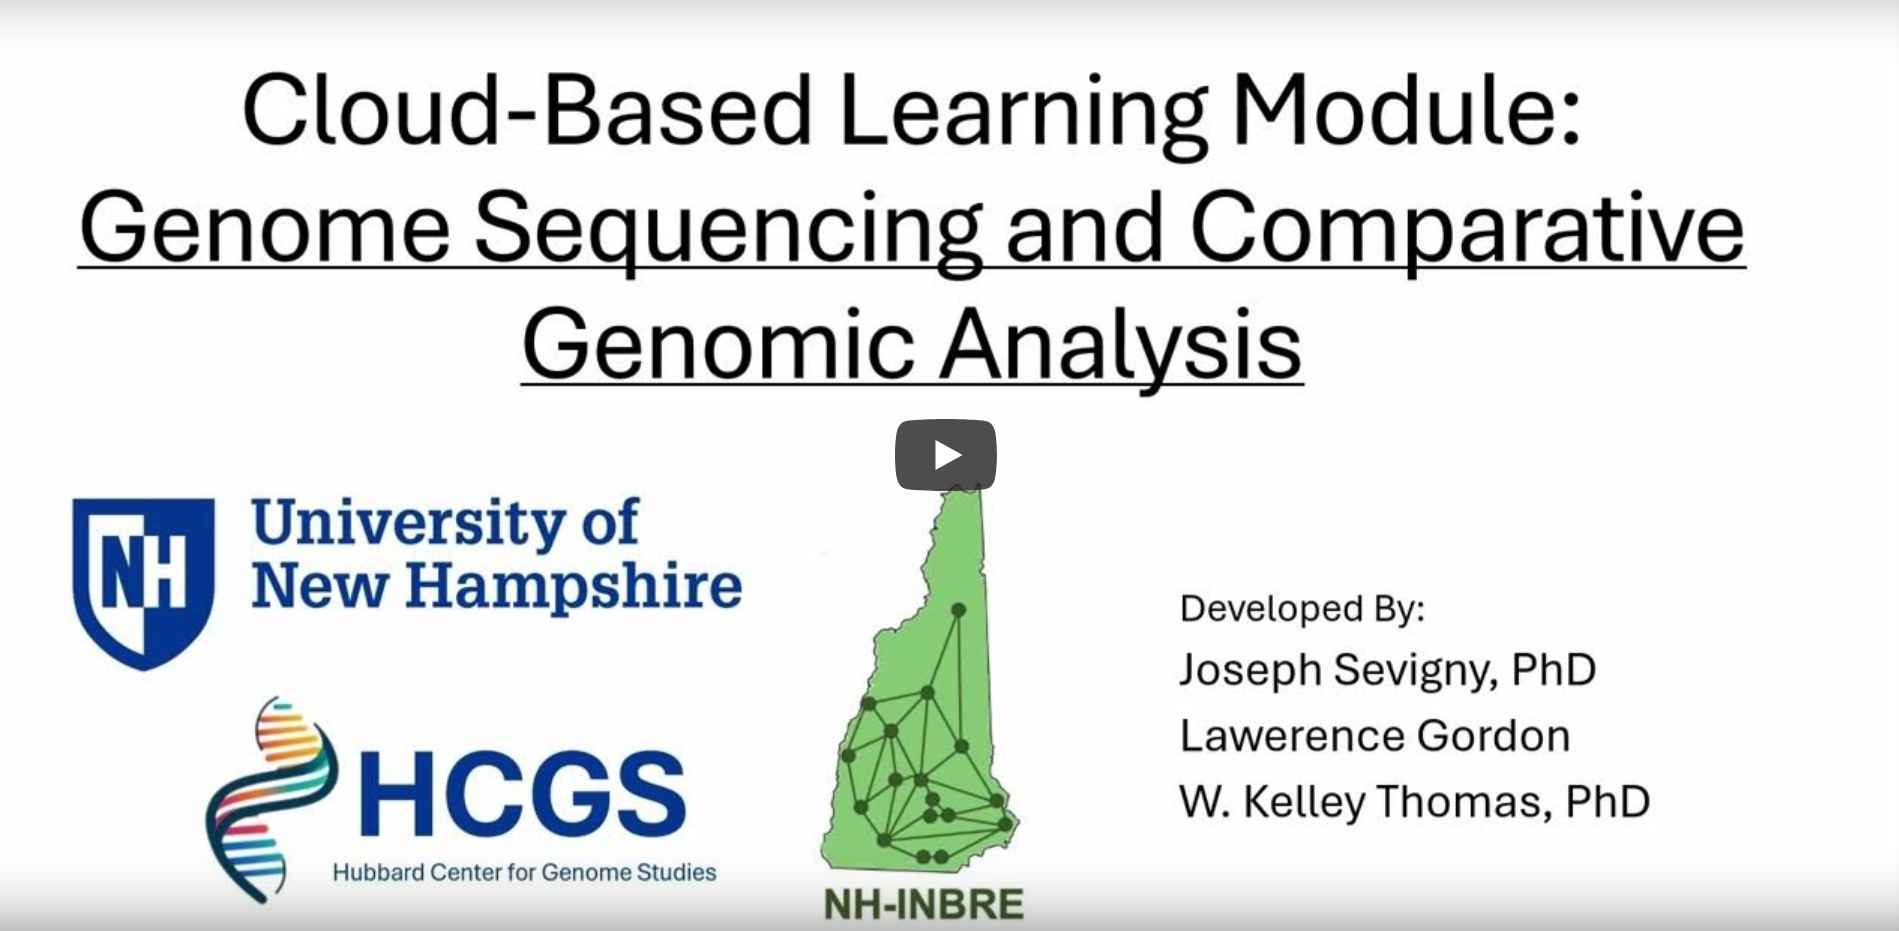 Cloud-Based Learning Module:
Genome Sequencing and Comparative
Genomic Analysis
NH
University of
New Hampshire
HCGS
Hubbard Center for Genome Studies
NH-INBRE
Developed By:
Joseph Sevigny, PhD
Lawerence Gordon
W. Kelley Thomas, PhD